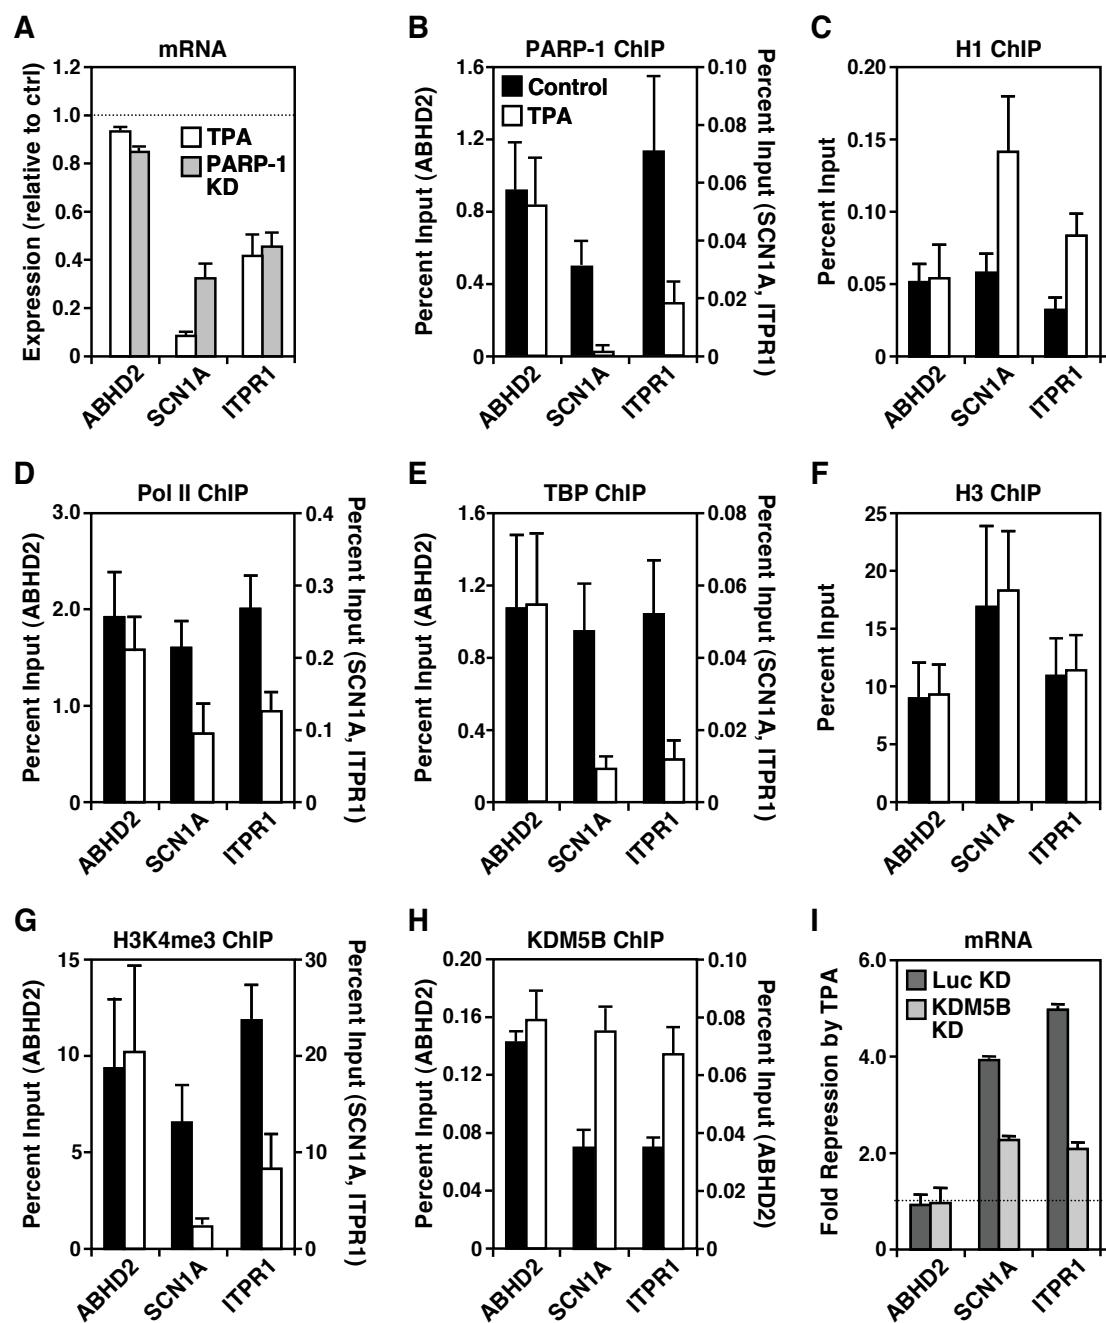 A
mRNA
Expression (relative to ctrl)
1.2
1.0
0.8
0.6
0.4
0.2
0
TPA
PARP-1
KD
ABHD2
SCN1A
ITPR1
B
PARP-1 ChIP
Percent Input (ABHD2)
1.6
1.2
0.8
0.4
0
Control
TPA
0.10
0.08
0.06
0.04
0.02
0
Percent Input (SCN1A, ITPR1)
ABHD2
SCN1A
ITPR1
C
H1 ChIP
Percent Input
0.20
0.15
0.10
0.05
0
ABHD2
SCN1A
ITPR1
D
Pol II ChIP
Percent Input (ABHD2)
3.0
2.0
1.0
0
0.4
0.3
0.2
0.1
0
Percent Input (SCN1A, ITPR1)
ABHD2
SCN1A
ITPR1
E
TBP ChIP
Percent Input (ABHD2)
1.6
1.2
0.8
0.4
0
0.08
0.06
0.04
0.02
0
Percent Input (SCN1A, ITPR1)
ABHD2
SCN1A
ITPR1
F
H3 ChIP
Percent Input
25
20
15
10
5
0
ABHD2
SCN1A
ITPR1
G
H3K4me3 ChIP
Percent Input (ABHD2)
15
10
5
0
30
20
10
0
Percent Input (SCN1A, ITPR1)
ABHD2
SCN1A
ITPR1
H
KDM5B ChIP
Percent Input (ABHD2)
0.20
0.16
0.12
0.08
0.04
0
0.10
0.08
0.06
0.04
0.02
0
Percent Input (ABHD2)
ABHD2
SCN1A
ITPR1
I
mRNA
Fold Repression by TPA
6.0
4.0
2.0
0
Luc KD
KDM5B
KD
ABHD2
SCN1A
ITPR1